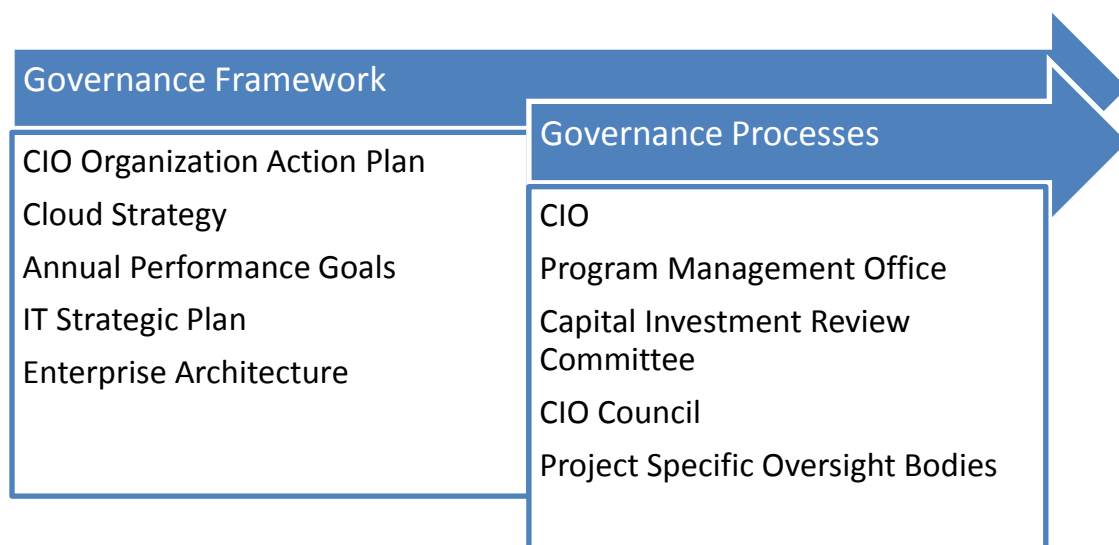 Governance Framework
CIO Organization Action Plan
Cloud Strategy
Annual Performance Goals
IT Strategic Plan
Enterprise Architecture
Governance Processes
CIO
Program Management Office
Capital Investment Review
Committee
CIO Council
Project Specific Oversight Bodies